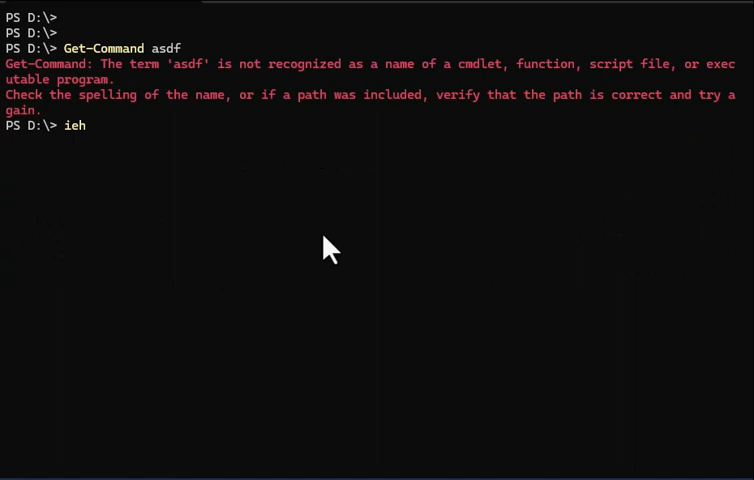 PS D:\>
PS D:\>
PS D:\> Get-Command asdf
Get-Command: The term 'asdf' is not recognized as a name of a cmdlet, function, script file, or exec
utable program.
Check the spelling of the name, or if a path was included, verify that the path is correct and try a
gain.
PS D:\> ieh